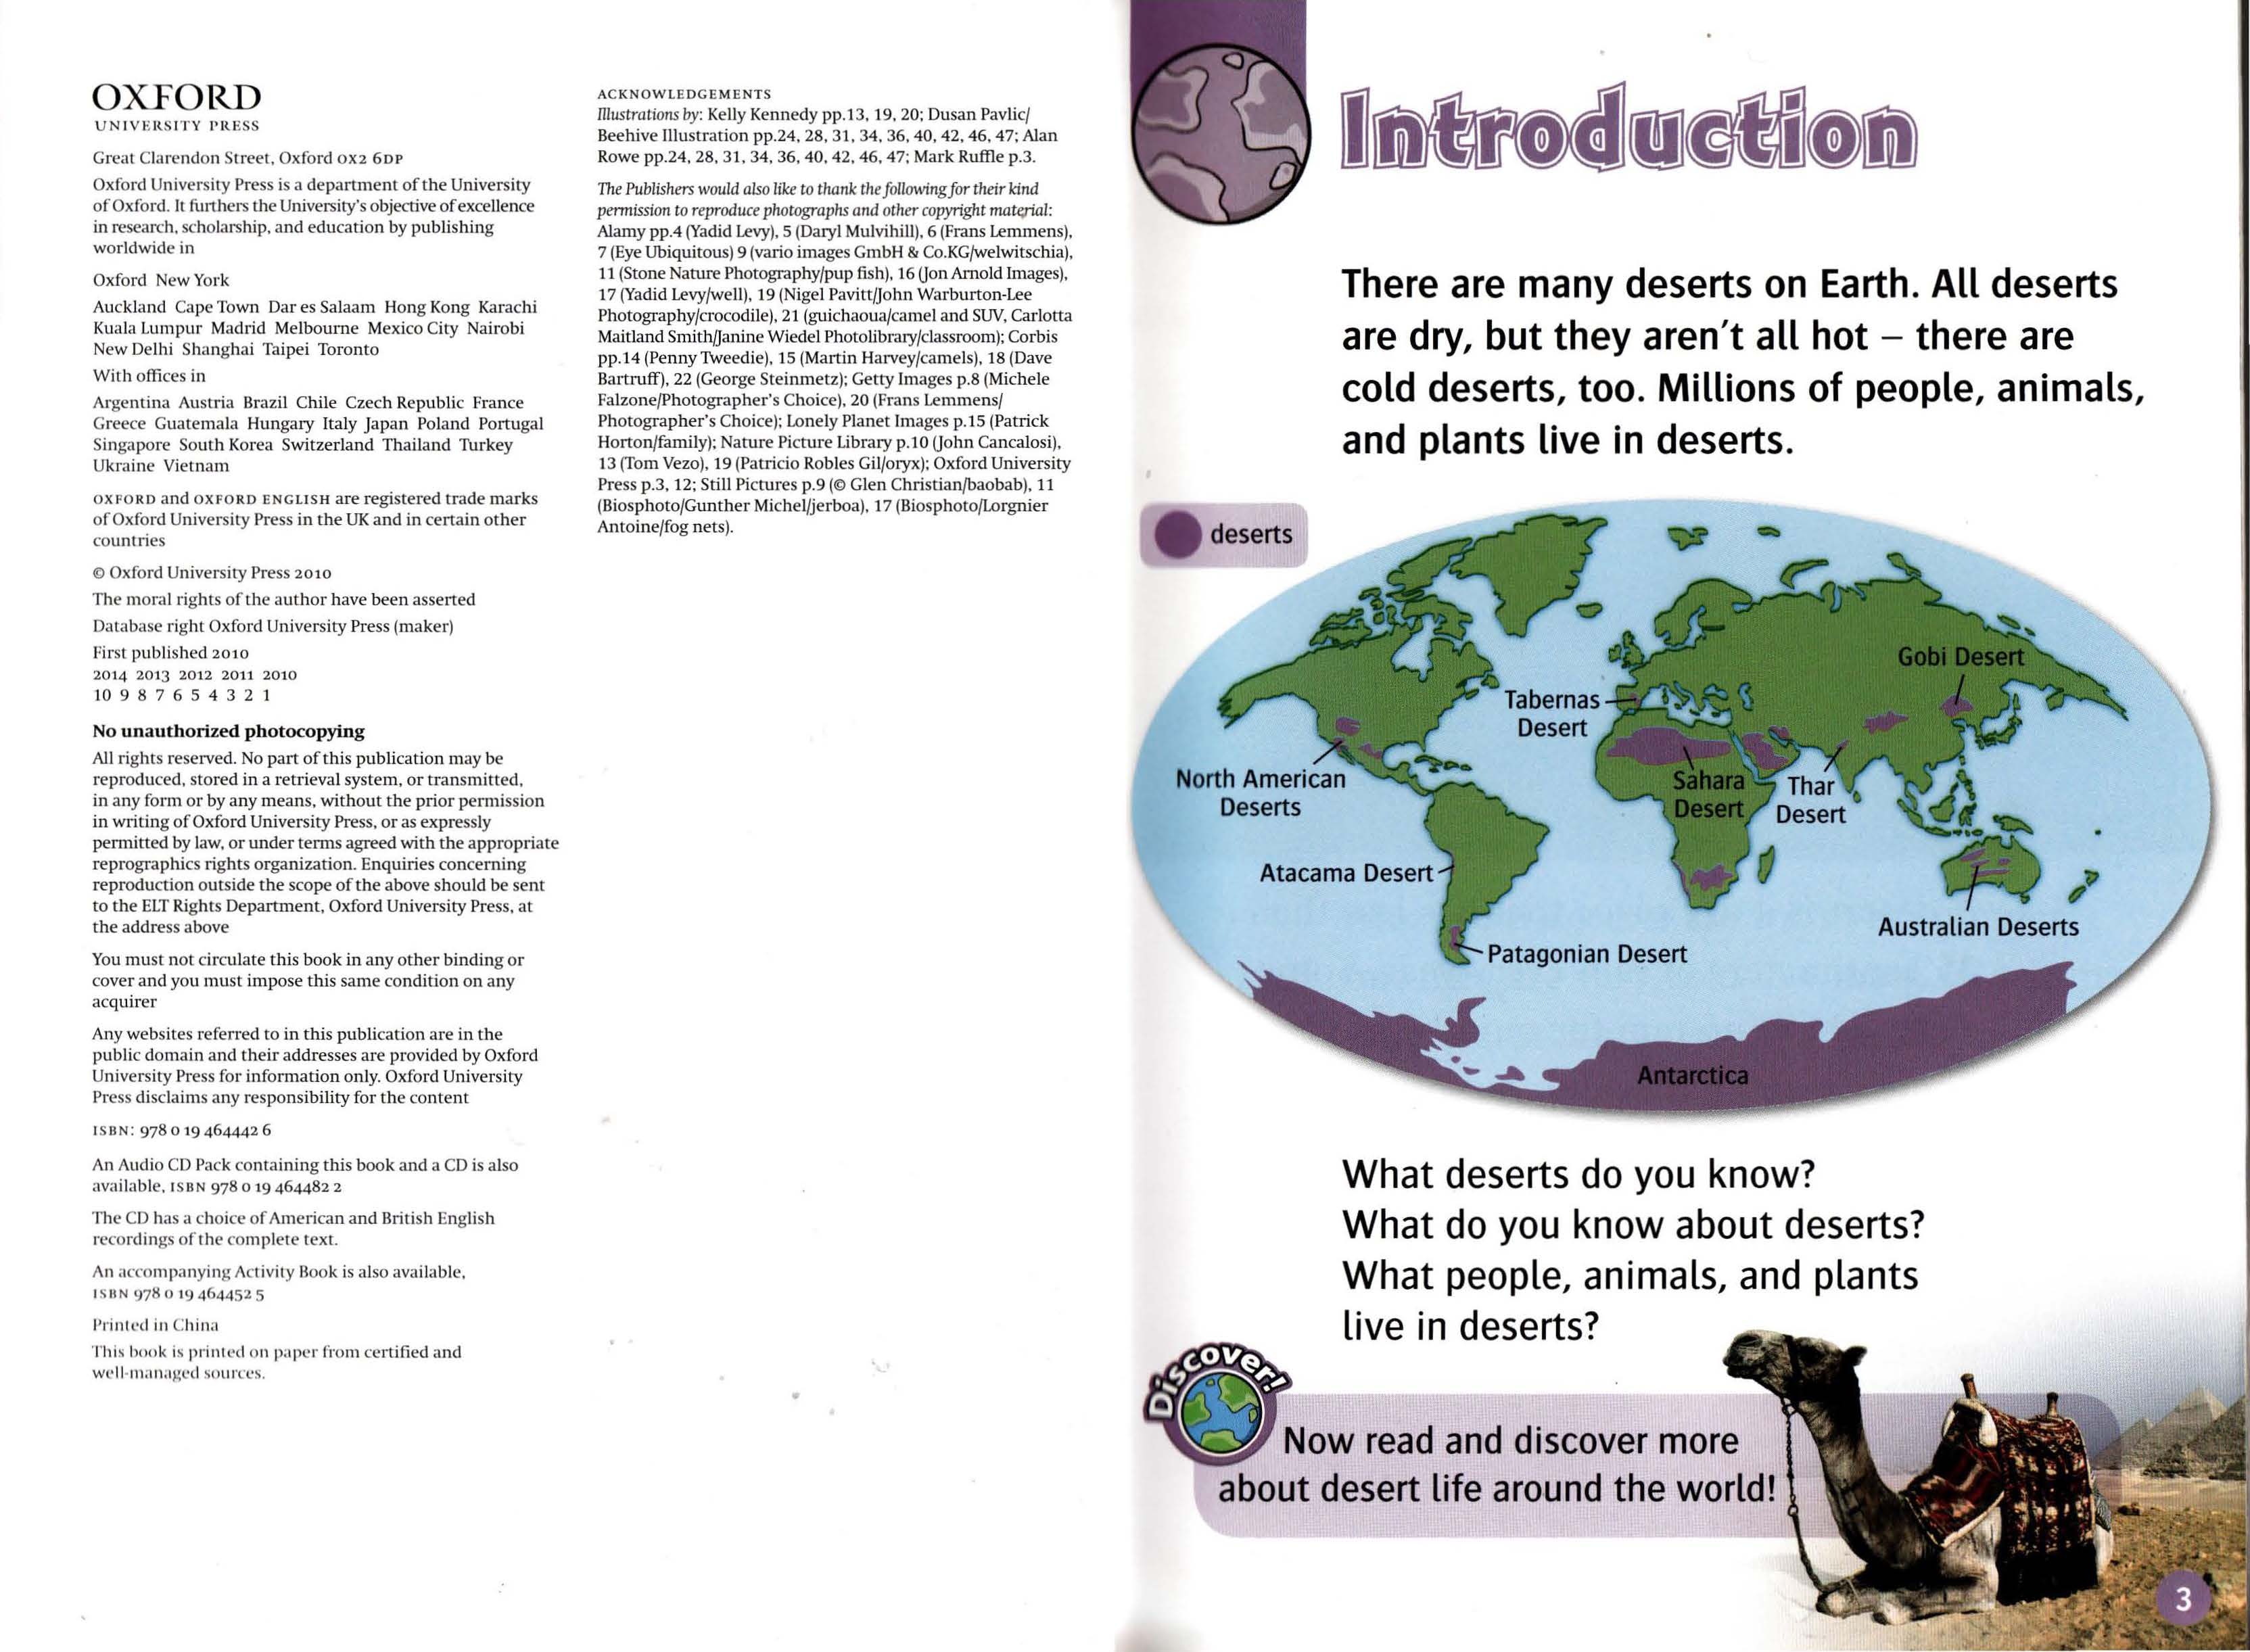 OXFORD
UNIVERSITY PRESS
Great Clarendon Street, Oxford OX2 6DP
Oxford University Press is a department of the University
of Oxford. It furthers the University's objective of excellence
in research, scholarship, and education by publishing
worldwide in
Oxford New York
Auckland Cape Town Dar es Salaam Hong Kong Karachi
Kuala Lumpur Madrid Melbourne Mexico City Nairobi
New Delhi Shanghai Taipei Toronto
With offices in
Argentina Austria Brazil Chile Czech Republic France
Greece Guatemala Hungary Italy Japan Poland Portugal
Singapore South Korea Switzerland Thailand Turkey
Ukraine Vietnam
OXFORD and OXFORD ENGLISH are registered trade marks
of Oxford University Press in the UK and in certain other
countries
© Oxford University Press 2010
The moral rights of the author have been asserted
Database right Oxford University Press (maker)
First published 2010
2014 2013 2012 2011 2010
10 9 8 7 6 5 4 3 2 1
No unauthorized photocopying
All rights reserved. No part of this publication may be
reproduced, stored in a retrieval system, or transmitted,
in any form or by any means, without the prior permission
in writing of Oxford University Press, or as expressly
permitted by law, or under terms agreed with the appropriate
reprographics rights organization. Enquiries concerning
reproduction outside the scope of the above should be sent
to the ELT Rights Department, Oxford University Press, at
the address above
You must not circulate this book in any other binding or
cover and you must impose this same condition on any
acquirer
Any websites referred to in this publication are in the
public domain and their addresses are provided by Oxford
University Press for information only. Oxford University
Press disclaims any responsibility for the content
ISBN: 978 0 19 464442 6
An Audio CD Pack containing this book and a CD is also
available, ISBN 978 0 19 464482 2
The CD has a choice of American and British English
recordings of the complete text.
An accompanying Activity Book is also available,
ISBN 978 0 19 464452 5
Printed in China
This book is printed on paper from certified and
well-managed sources.
ACKNOWLEDGEMENTS
Illustrations by: Kelly Kennedy pp.13, 19, 20; Dusan Pavlic/
Beehive Illustration pp.24, 28, 31, 34, 36, 40, 42, 46, 47; Alan
Rowe pp.24, 28, 31, 34, 36, 40, 42, 46, 47; Mark Ruffle p.3.
The Publishers would also like to thank the following for their kind
permission to reproduce photographs and other copyright material:
Alamy pp.4 (Yadid Levy), 5 (Daryl Mulvihill), 6 (Frans Lemmens),
7 (Eye Ubiquitous) 9 (vario images GmbH & Co.KG/welwitschia),
11 (Stone Nature Photography/pup fish), 16 (Jon Arnold Images),
17 (Yadid Levy/well), 19 (Nigel Pavitt/John Warburton-Lee
Photography/crocodile), 21 (guichaoua/camel and SUV, Carlotta
Maitland Smith/Janine Wiedel Photolibrary/classroom); Corbis
pp.14 (Penny Tweedie), 15 (Martin Harvey/camels), 18 (Dave
Bartruff), 22 (George Steinmetz); Getty Images p.8 (Michele
Falzone/Photographer's Choice), 20 (Frans Lemmens/
Photographer's Choice); Lonely Planet Images p.15 (Patrick
Horton/family); Nature Picture Library p.10 (John Cancalosi),
13 (Tom Vezo), 19 (Patricio Robles Gil/oryx); Oxford University
Press p.3, 12; Still Pictures p.9 (© Glen Christian/baobab), 11
(Biosphoto/Gunther Michel/jerboa), 17 (Biosphoto/Lorgnier
Antoine/fog nets).
Introduction
There are many deserts on Earth. All deserts
are dry, but they aren't all hot – there are
cold deserts, too. Millions of people, animals,
and plants live in deserts.
deserts
Gobi Desert
Tabernas
Desert
North American
Deserts
Sahara
Desert
Thar
Desert
Atacama Desert
Australian Deserts
Patagonian Desert
Antarctica
What deserts do you know?
What do you know about deserts?
What people, animals, and plants
live in deserts?
Discover!
Now read and discover more
about desert life around the world!
3